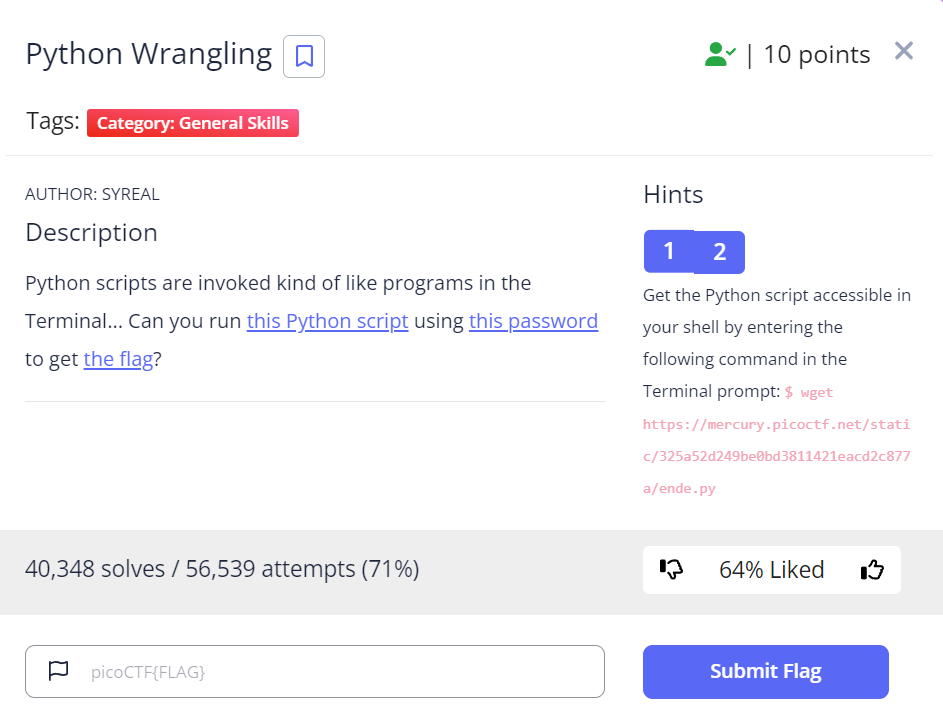 Python Wrangling
| 10 points
Tags: Category: General Skills
AUTHOR: SYREAL
Description
Python scripts are invoked kind of like programs in the
Terminal... Can you run this Python script using this password
to get the flag?
Hints
1 2
Get the Python script accessible in
your shell by entering the
following command in the
Terminal prompt: $ wget
https://mercury.picoctf.net/stati
c/325a52d249be0bd3811421eacd2c877
a/ende.py
40,348 solves / 56,539 attempts (71%)
64% Liked
picoCTF{FLAG}
Submit Flag